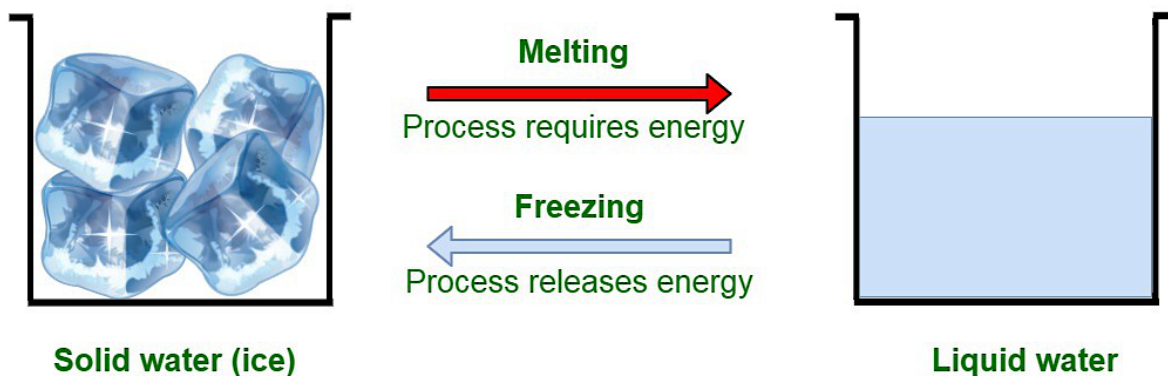 Melting
Process requires energy
Freezing
Process releases energy
Solid water (ice)
Liquid water